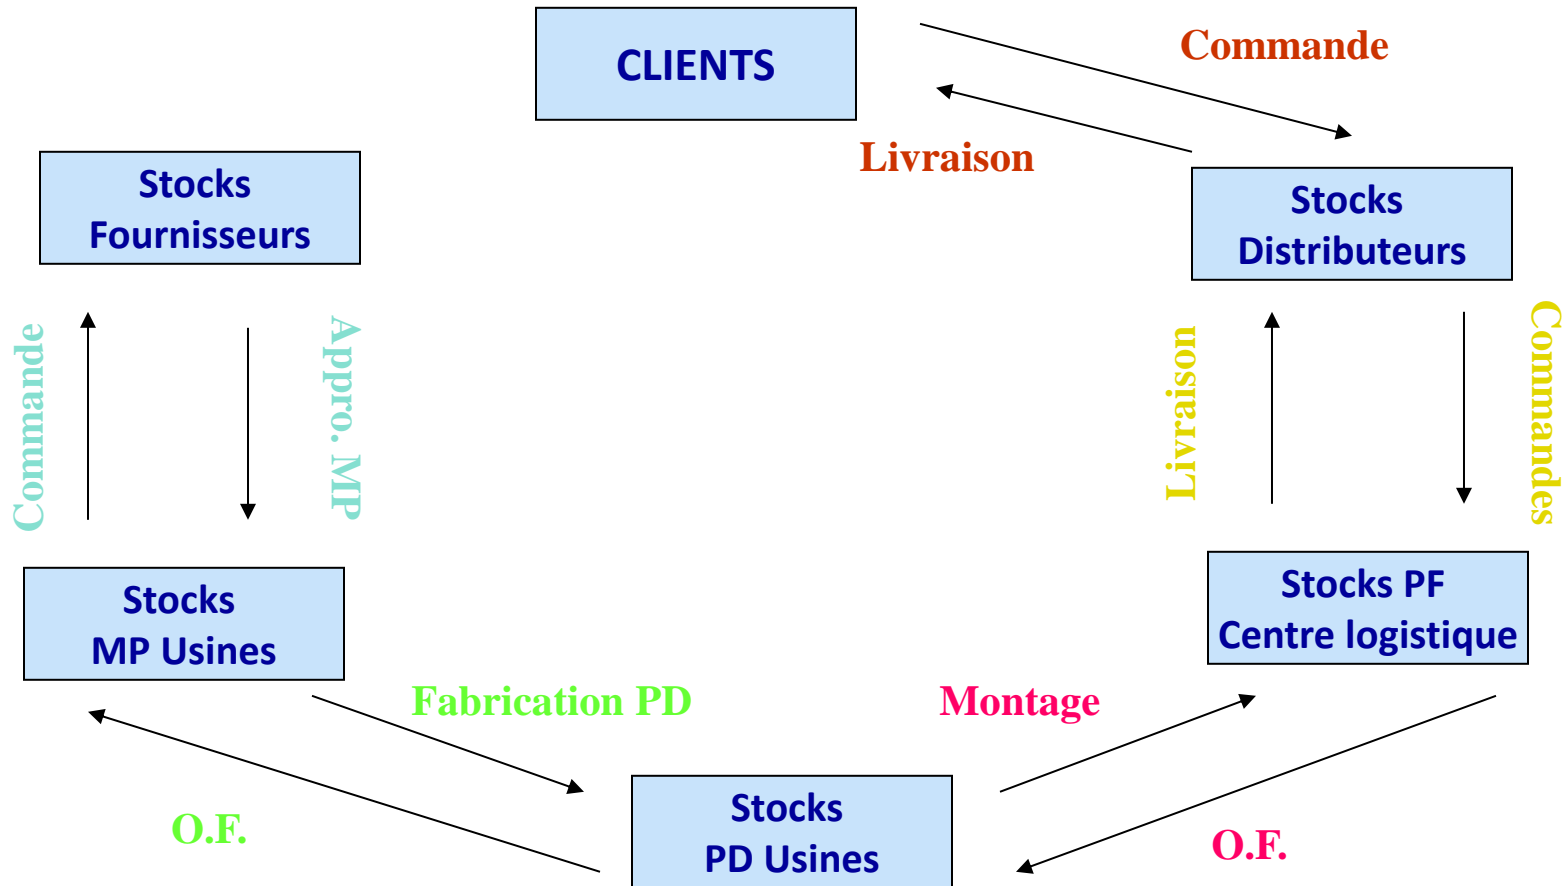 CLIENTS
Commande
Livraison
Stocks
Fournisseurs
Stocks
Distributeurs
Commande
Appro. MP
Livraison
Commandes
Stocks
MP Usines
Stocks PF
Centre logistique
Fabrication PD
Montage
O.F.
Stocks
PD Usines
O.F.